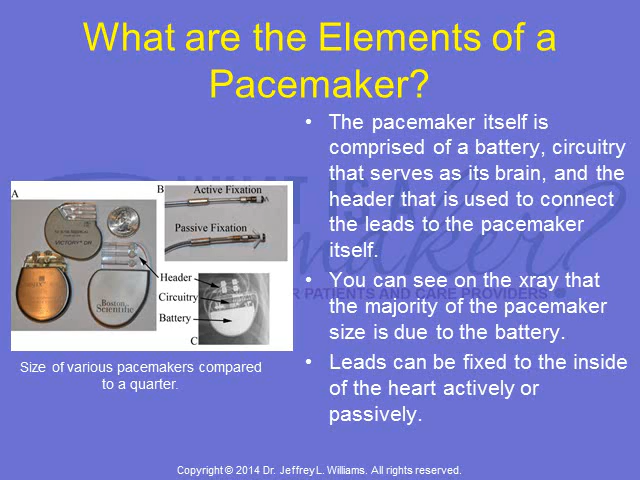 What are the Elements of a
Pacemaker?
• The pacemaker itself is
comprised of a battery, circuitry
that serves as its brain, and the
header that is used to connect
the leads to the pacemaker
itself.
• You can see on the xray that
the majority of the pacemaker
size is due to the battery.
• Leads can be fixed to the inside
of the heart actively or
passively.
A
VICTORY DR
Boston
Scientific
B
Active Fixation
Passive Fixation
Header
Circuitry
Battery
C
Size of various pacemakers compared
to a quarter.
WHAT IS A
maker?
R PATIENTS AND CARE PROVIDERS
Copyright © 2014 Dr. Jeffrey L. Williams. All rights reserved.